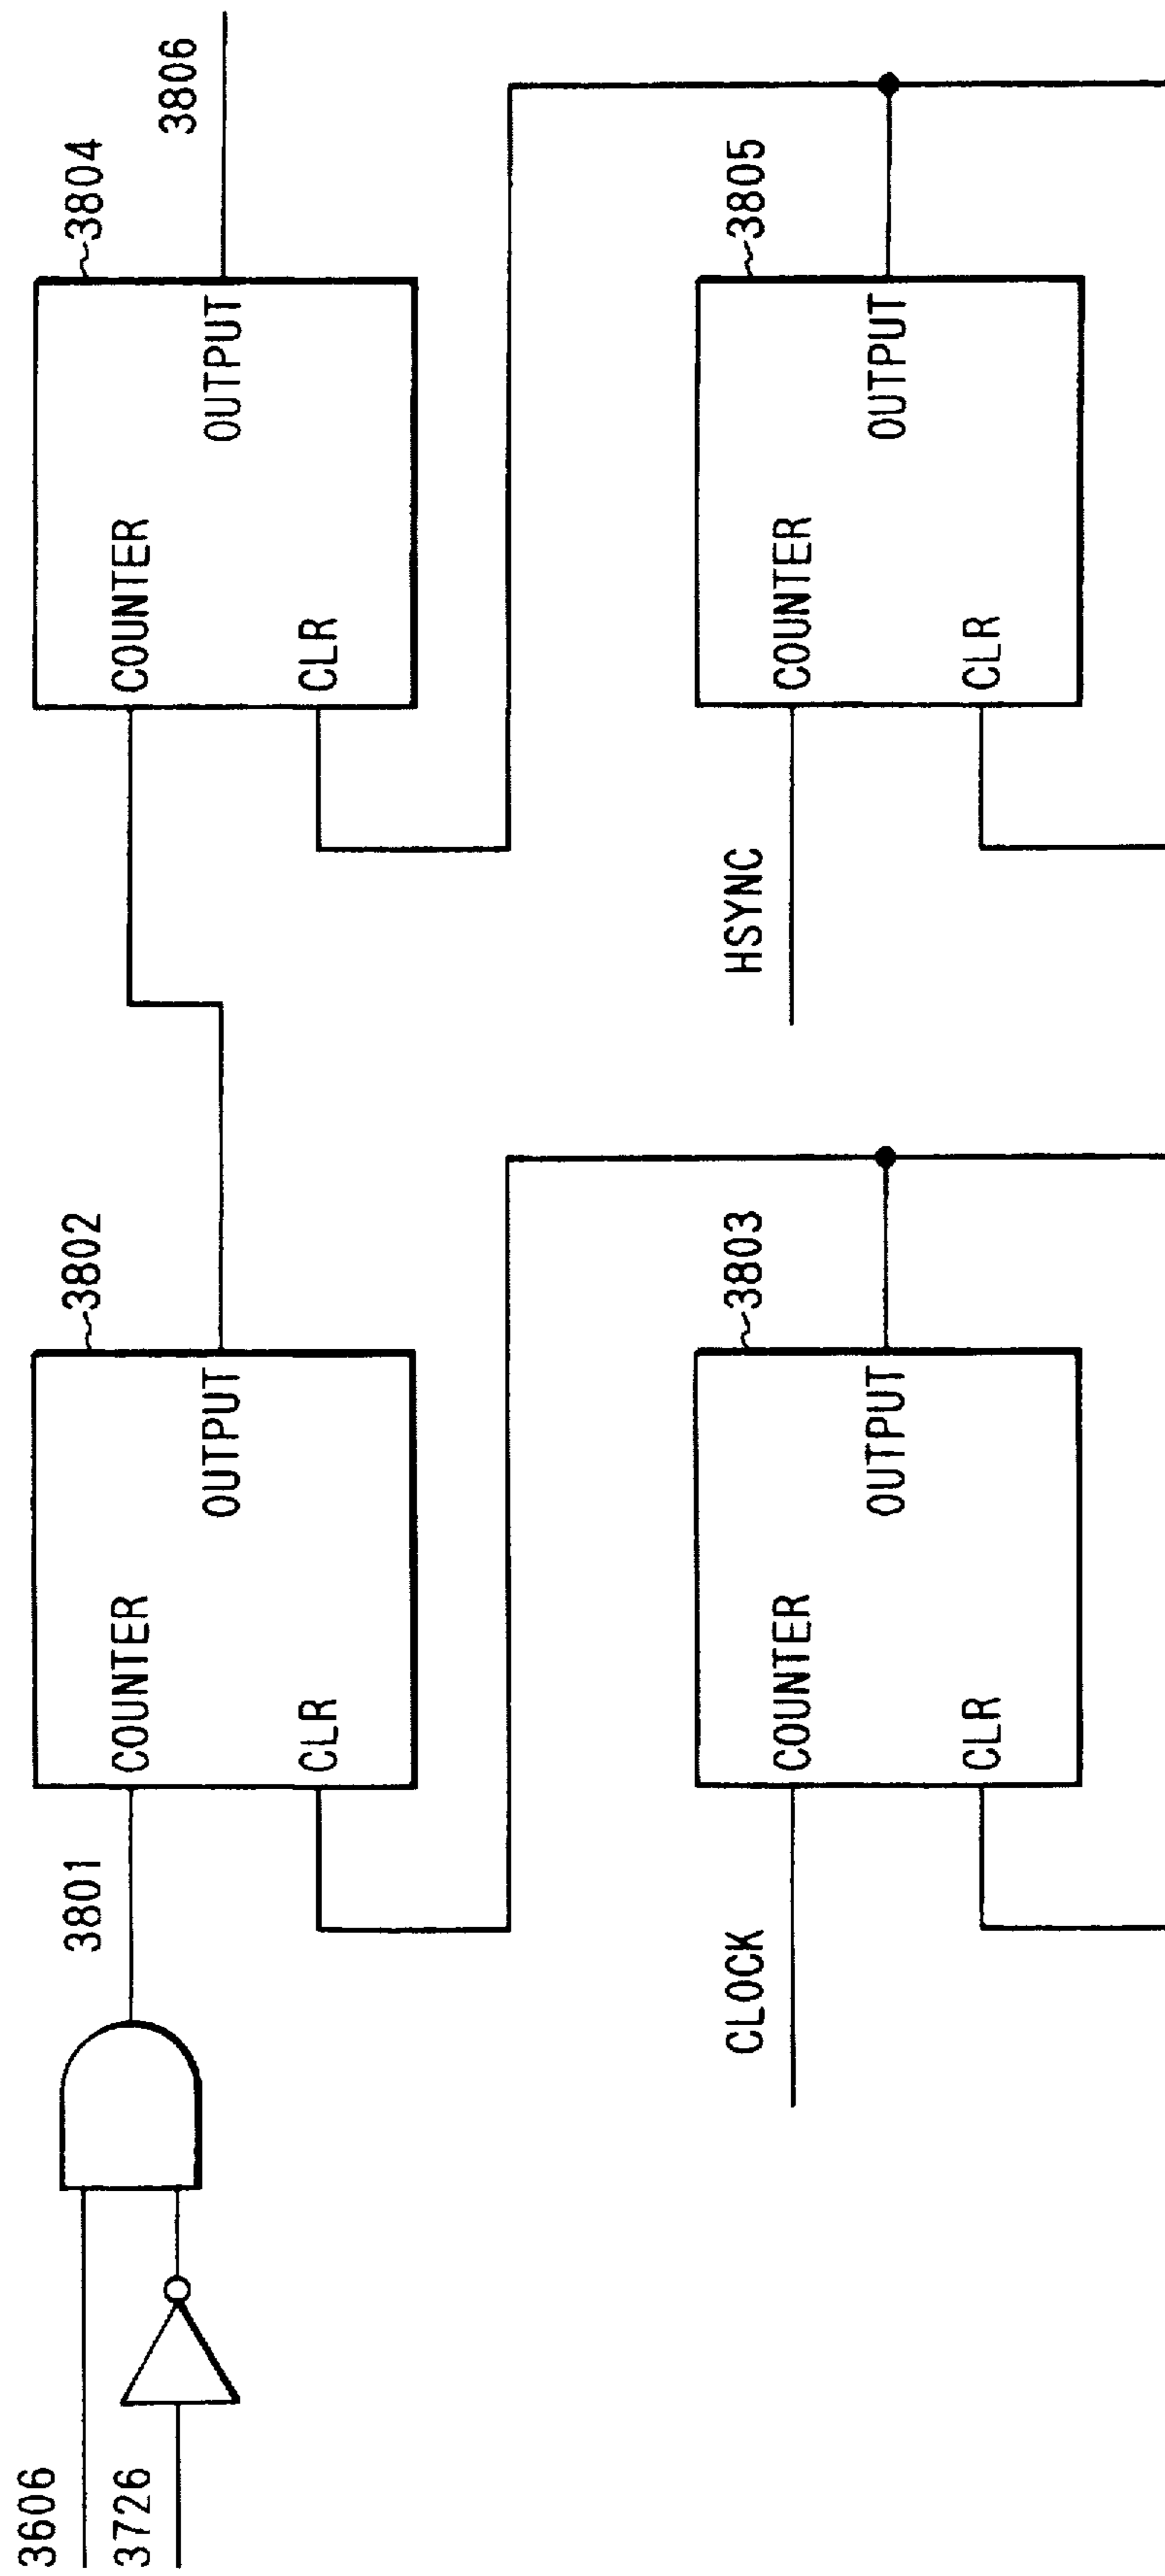 3606
3726
3801
3802
COUNTER
OUTPUT
CLR
3804
COUNTER
OUTPUT
CLR
3806
CLOCK
3803
COUNTER
OUTPUT
CLR
HSYNC
3805
COUNTER
OUTPUT
CLR